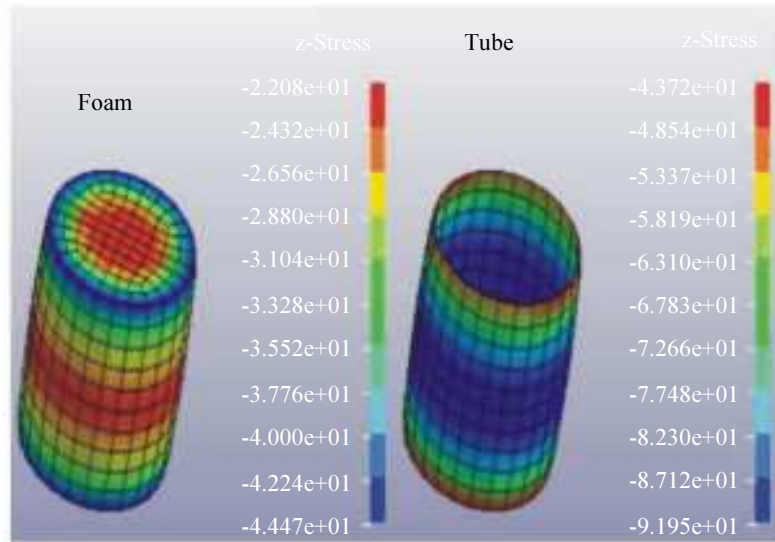 z-Stress
Tube
z-Stress
Foam
-2.208e+01
-2.432e+01
-2.656e+01
-2.880e+01
-3.104e+01
-3.328e+01
-3.552e+01
-3.776e+01
-4.000e+01
-4.224e+01
-4.447e+01
-4.372e+01
-4.854e+01
-5.337e+01
-5.819e+01
-6.310e+01
-6.783e+01
-7.266e+01
-7.748e+01
-8.230e+01
-8.712e+01
-9.195e+01